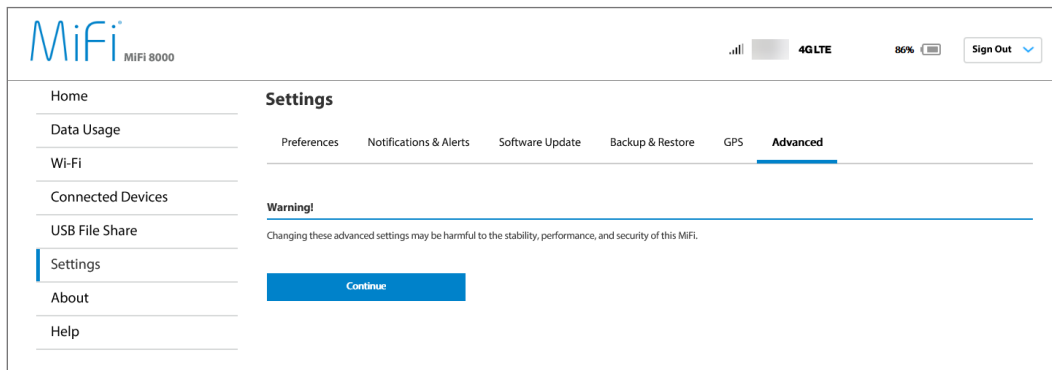 MiFi MiFi 8000
4G LTE
86%
Sign Out
Home
Data Usage
Wi-Fi
Connected Devices
USB File Share
Settings
About
Help
Settings
Preferences Notifications & Alerts Software Update Backup & Restore GPS Advanced
Warning!
Changing these advanced settings may be harmful to the stability, performance, and security of this MiFi.
Continue